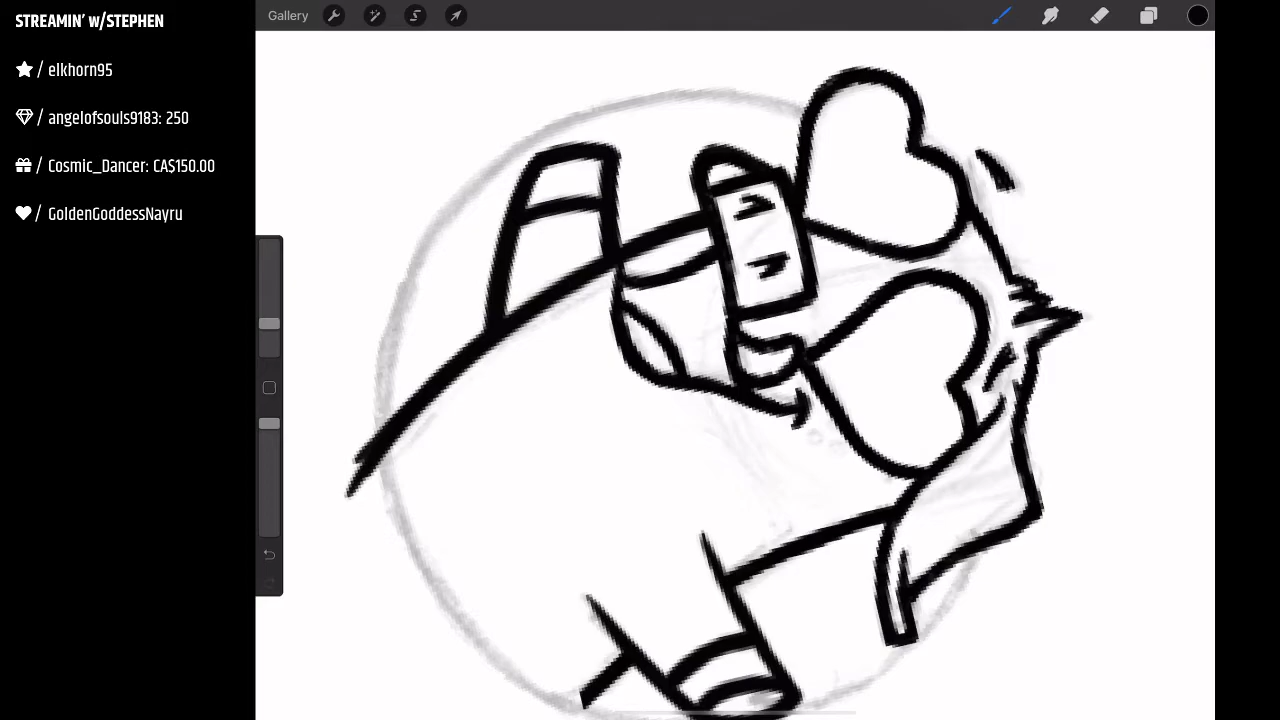 STREAMIN' w/STEPHEN
/ elkhorn95
/ angelofsouls9183: 250
/ Cosmic_Dancer: CA$150.00
/ GoldenGoddessNayru
Gallery